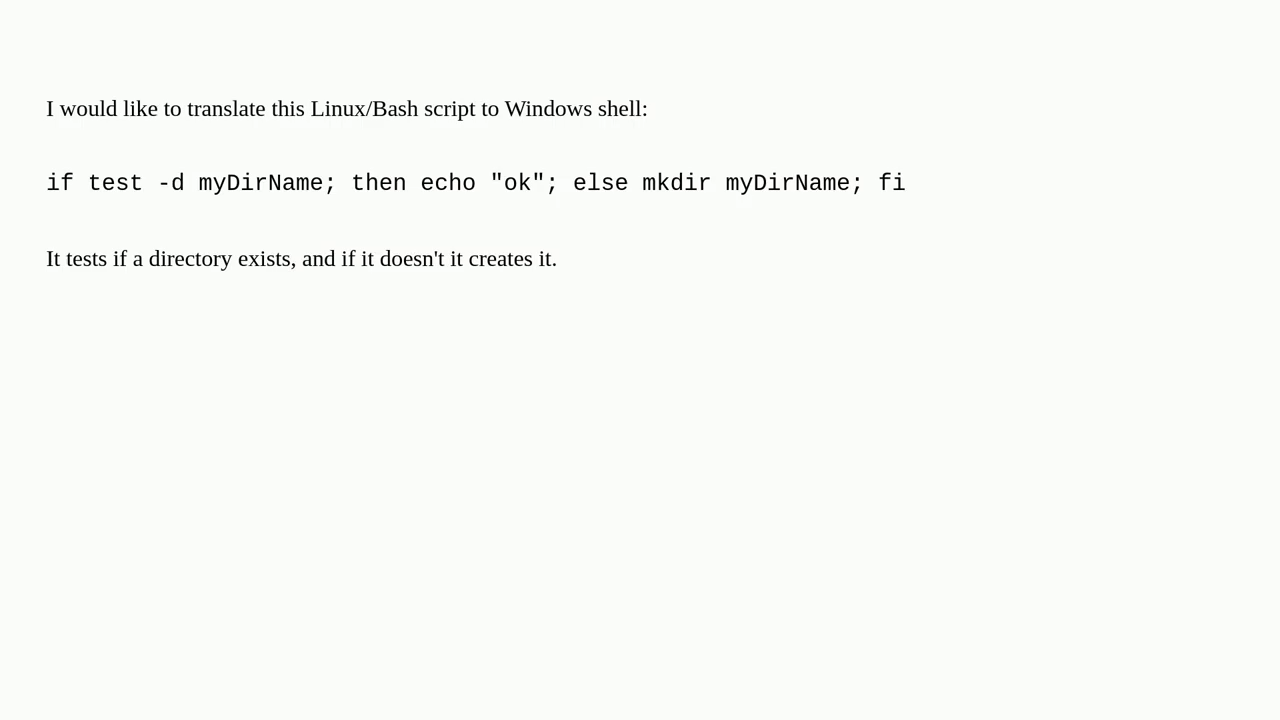 I would like to translate this Linux/Bash script to Windows shell:
if test -d myDirName; then echo "ok"; else mkdir myDirName; fi
It tests if a directory exists, and if it doesn't it creates it.